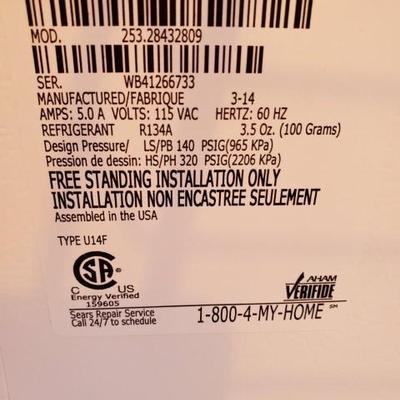 MOD. 253.28432809
SER. WB41266733
MANUFACTURED/FABRIQUE 3-14
AMPS: 5.0 A VOLTS: 115 VAC HERTZ: 60 HZ
REFRIGERANT R134A 3.5 Oz. (100 Grams)
Design Pressure/ LS/PB 140 PSIG(965 KPa)
Pression de dessin: HS/PH 320 PSIG(2206 KPa)
FREE STANDING INSTALLATION ONLY
INSTALLATION NON ENCASTREE SEULEMENT
Assembled in the USA
TYPE U14F
CSA
C US
Energy Verified
159605
AHAM
VERIFIDE
Sears Repair Service
Call 24/7 to schedule
1-800-4-MY-HOME SM